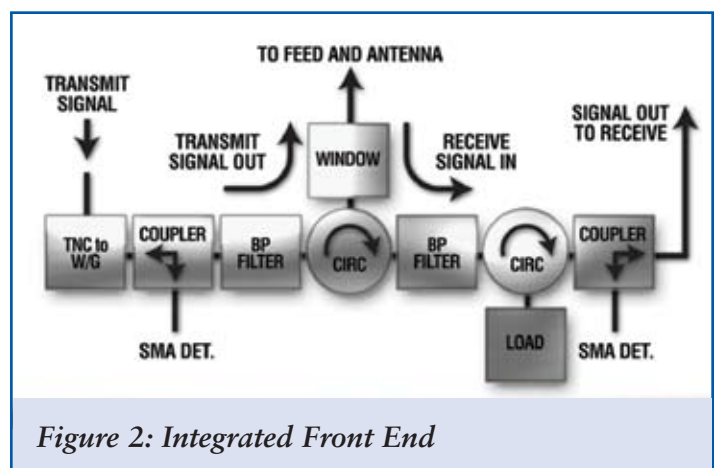 TO FEED AND ANTENNA
TRANSMIT
SIGNAL
TRANSMIT
SIGNAL OUT
WINDOW
RECEIVE
SIGNAL IN
SIGNAL OUT
TO RECEIVE
TNC to
W/G
COUPLER
BP
FILTER
CIRC
BP
FILTER
CIRC
COUPLER
SMA DET.
LOAD
SMA DET.
Figure 2: Integrated Front End